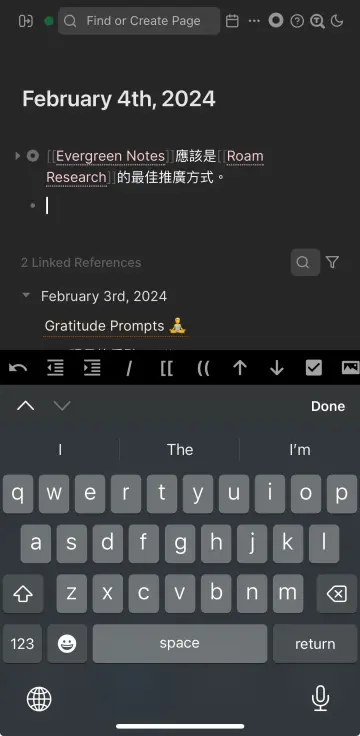 Find or Create Page
February 4th, 2024
[[Evergreen Notes]]應該是[[Roam
Research]]的最佳推廣方式。
2 Linked References
February 3rd, 2024
Gratitude Prompts 🧘
/ [[ ((
Done
I The I'm
q w e r t y u i o p
a s d f g h j k l
z x c v b n m
123 space return